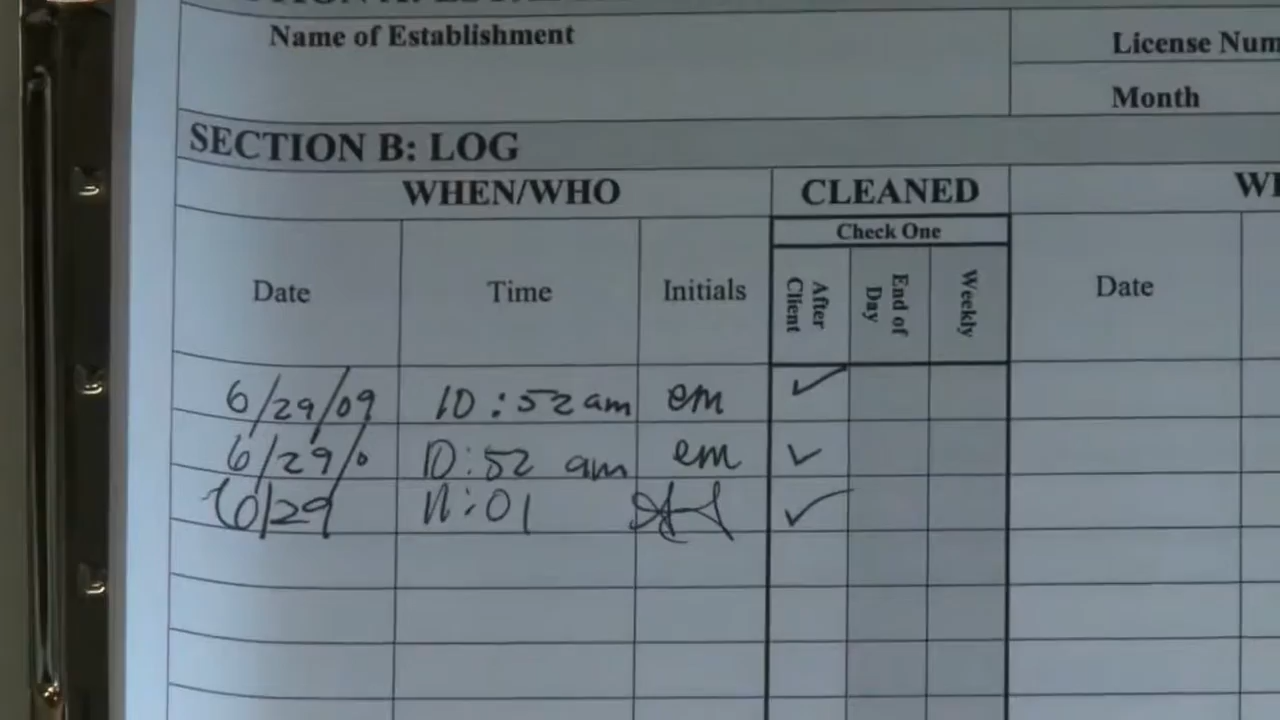 Name of Establishment
License Num
Month
SECTION B: LOG
WHEN/WHO
CLEANED
Check One
Date
Time
Initials
After Client
End of Day
Weekly
Date
6/29/09 10:52 am em ✓
6/29/0 10:52 am em ✓
6/29 11:01 ✓